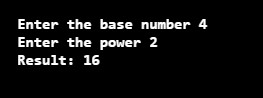 Enter the base number 4
Enter the power 2
Result: 16